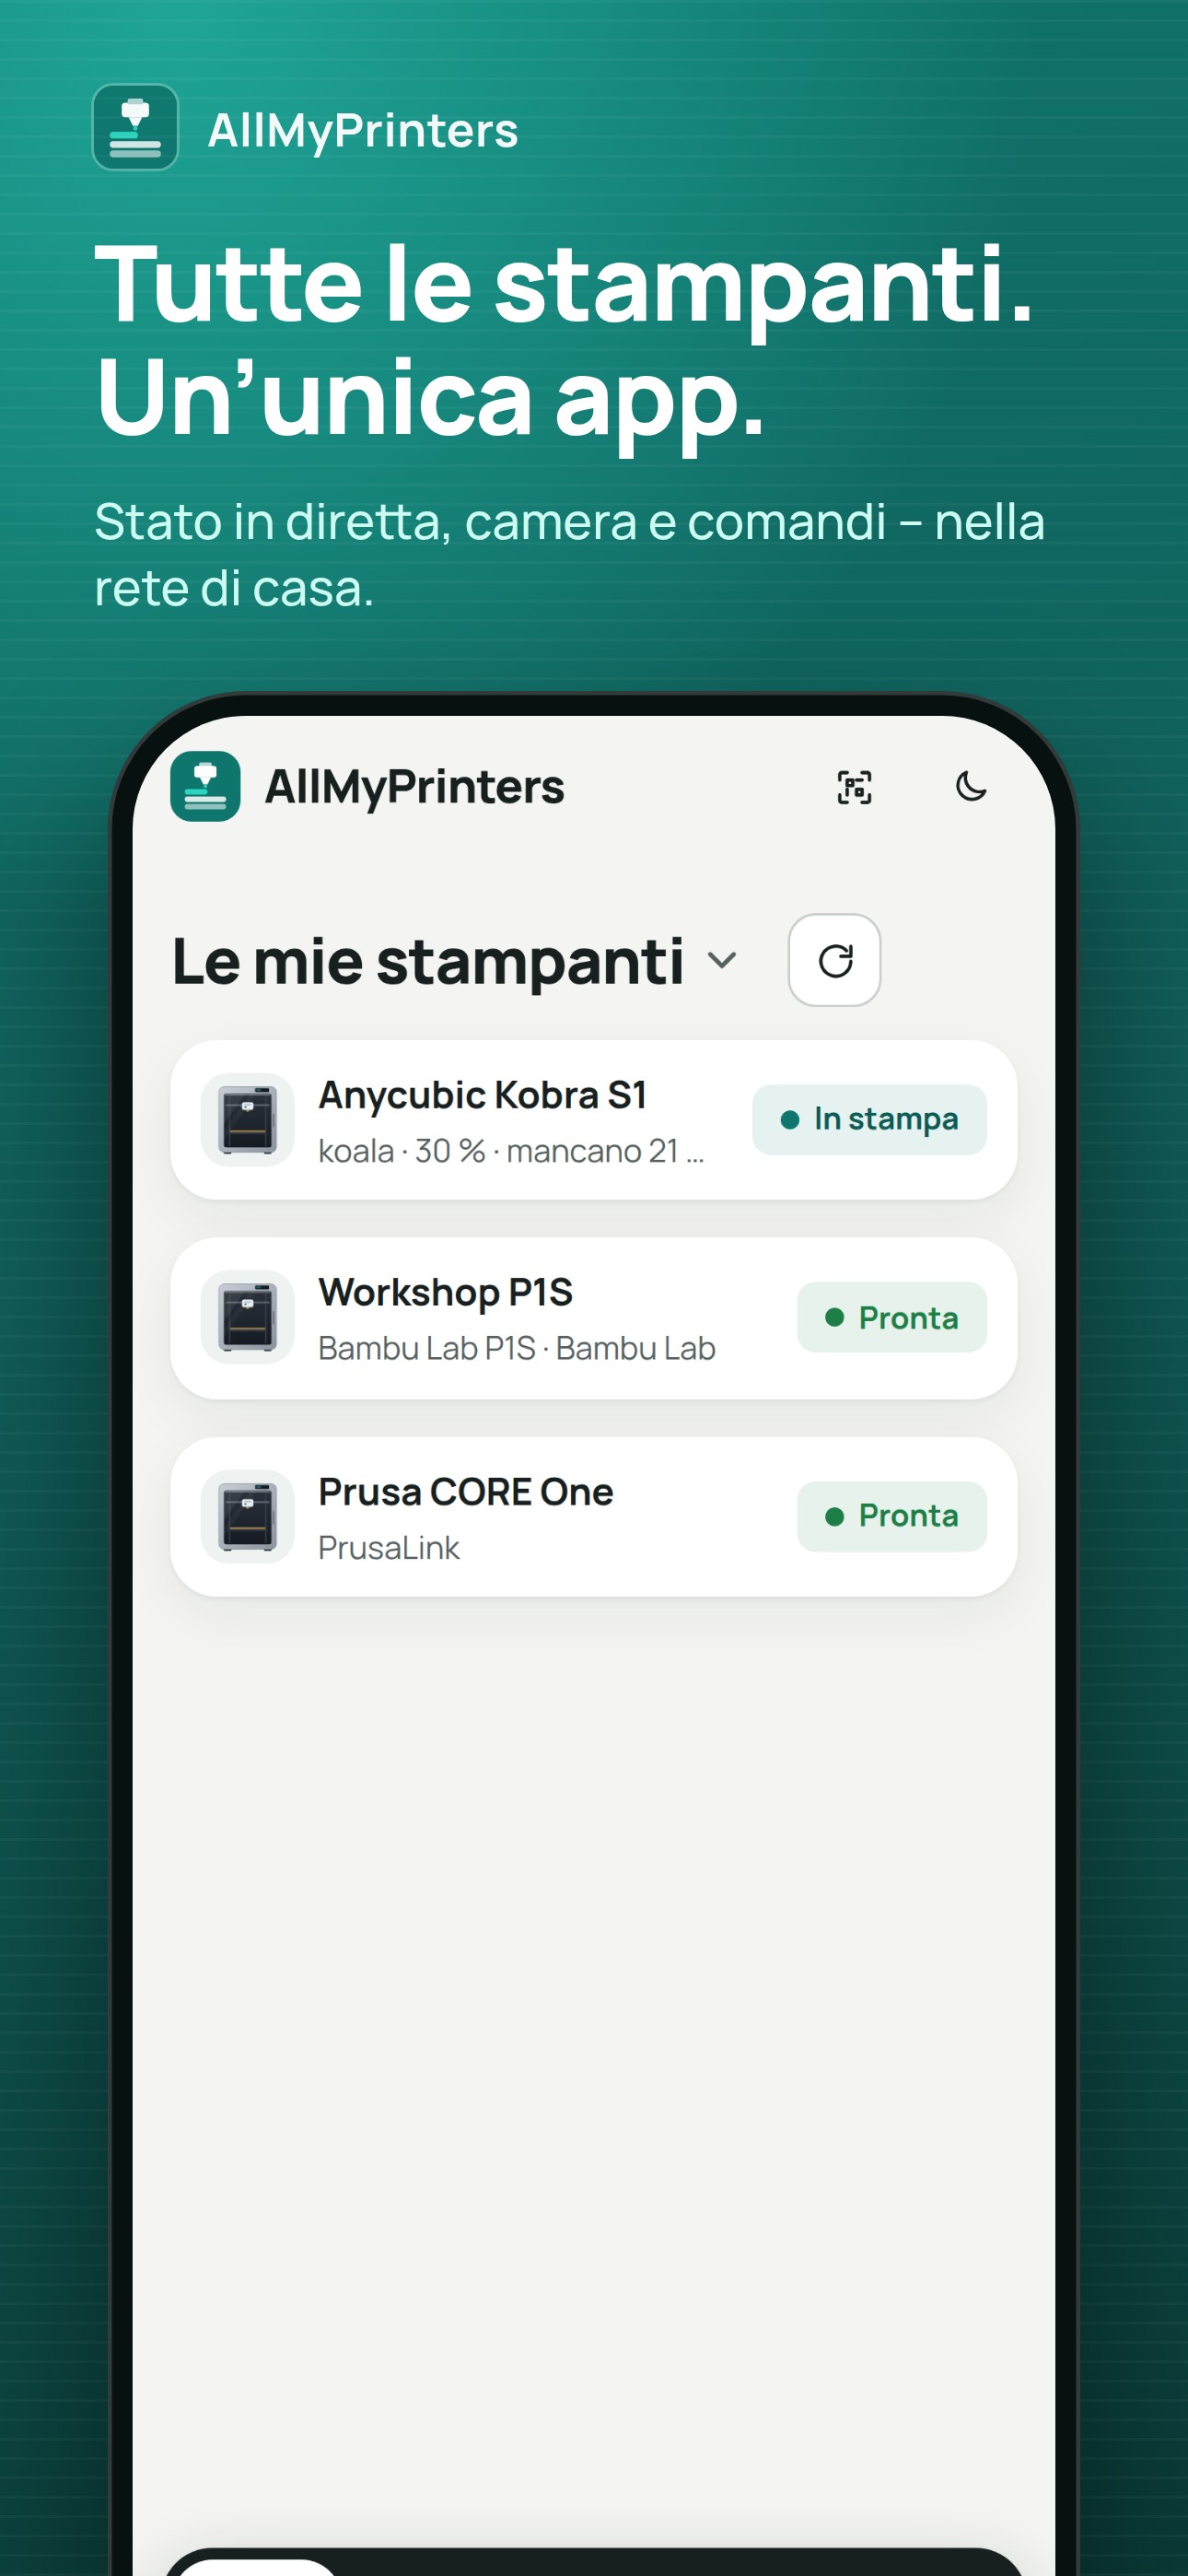 AllMyPrinters
Tutte le stampanti.
Un’unica app.
Stato in diretta, camera e comandi – nella
rete di casa.
AllMyPrinters
Le mie stampanti
Anycubic Kobra S1
koala · 30 % · mancano 21 ...
In stampa
Workshop P1S
Bambu Lab P1S · Bambu Lab
Pronta
Prusa CORE One
PrusaLink
Pronta